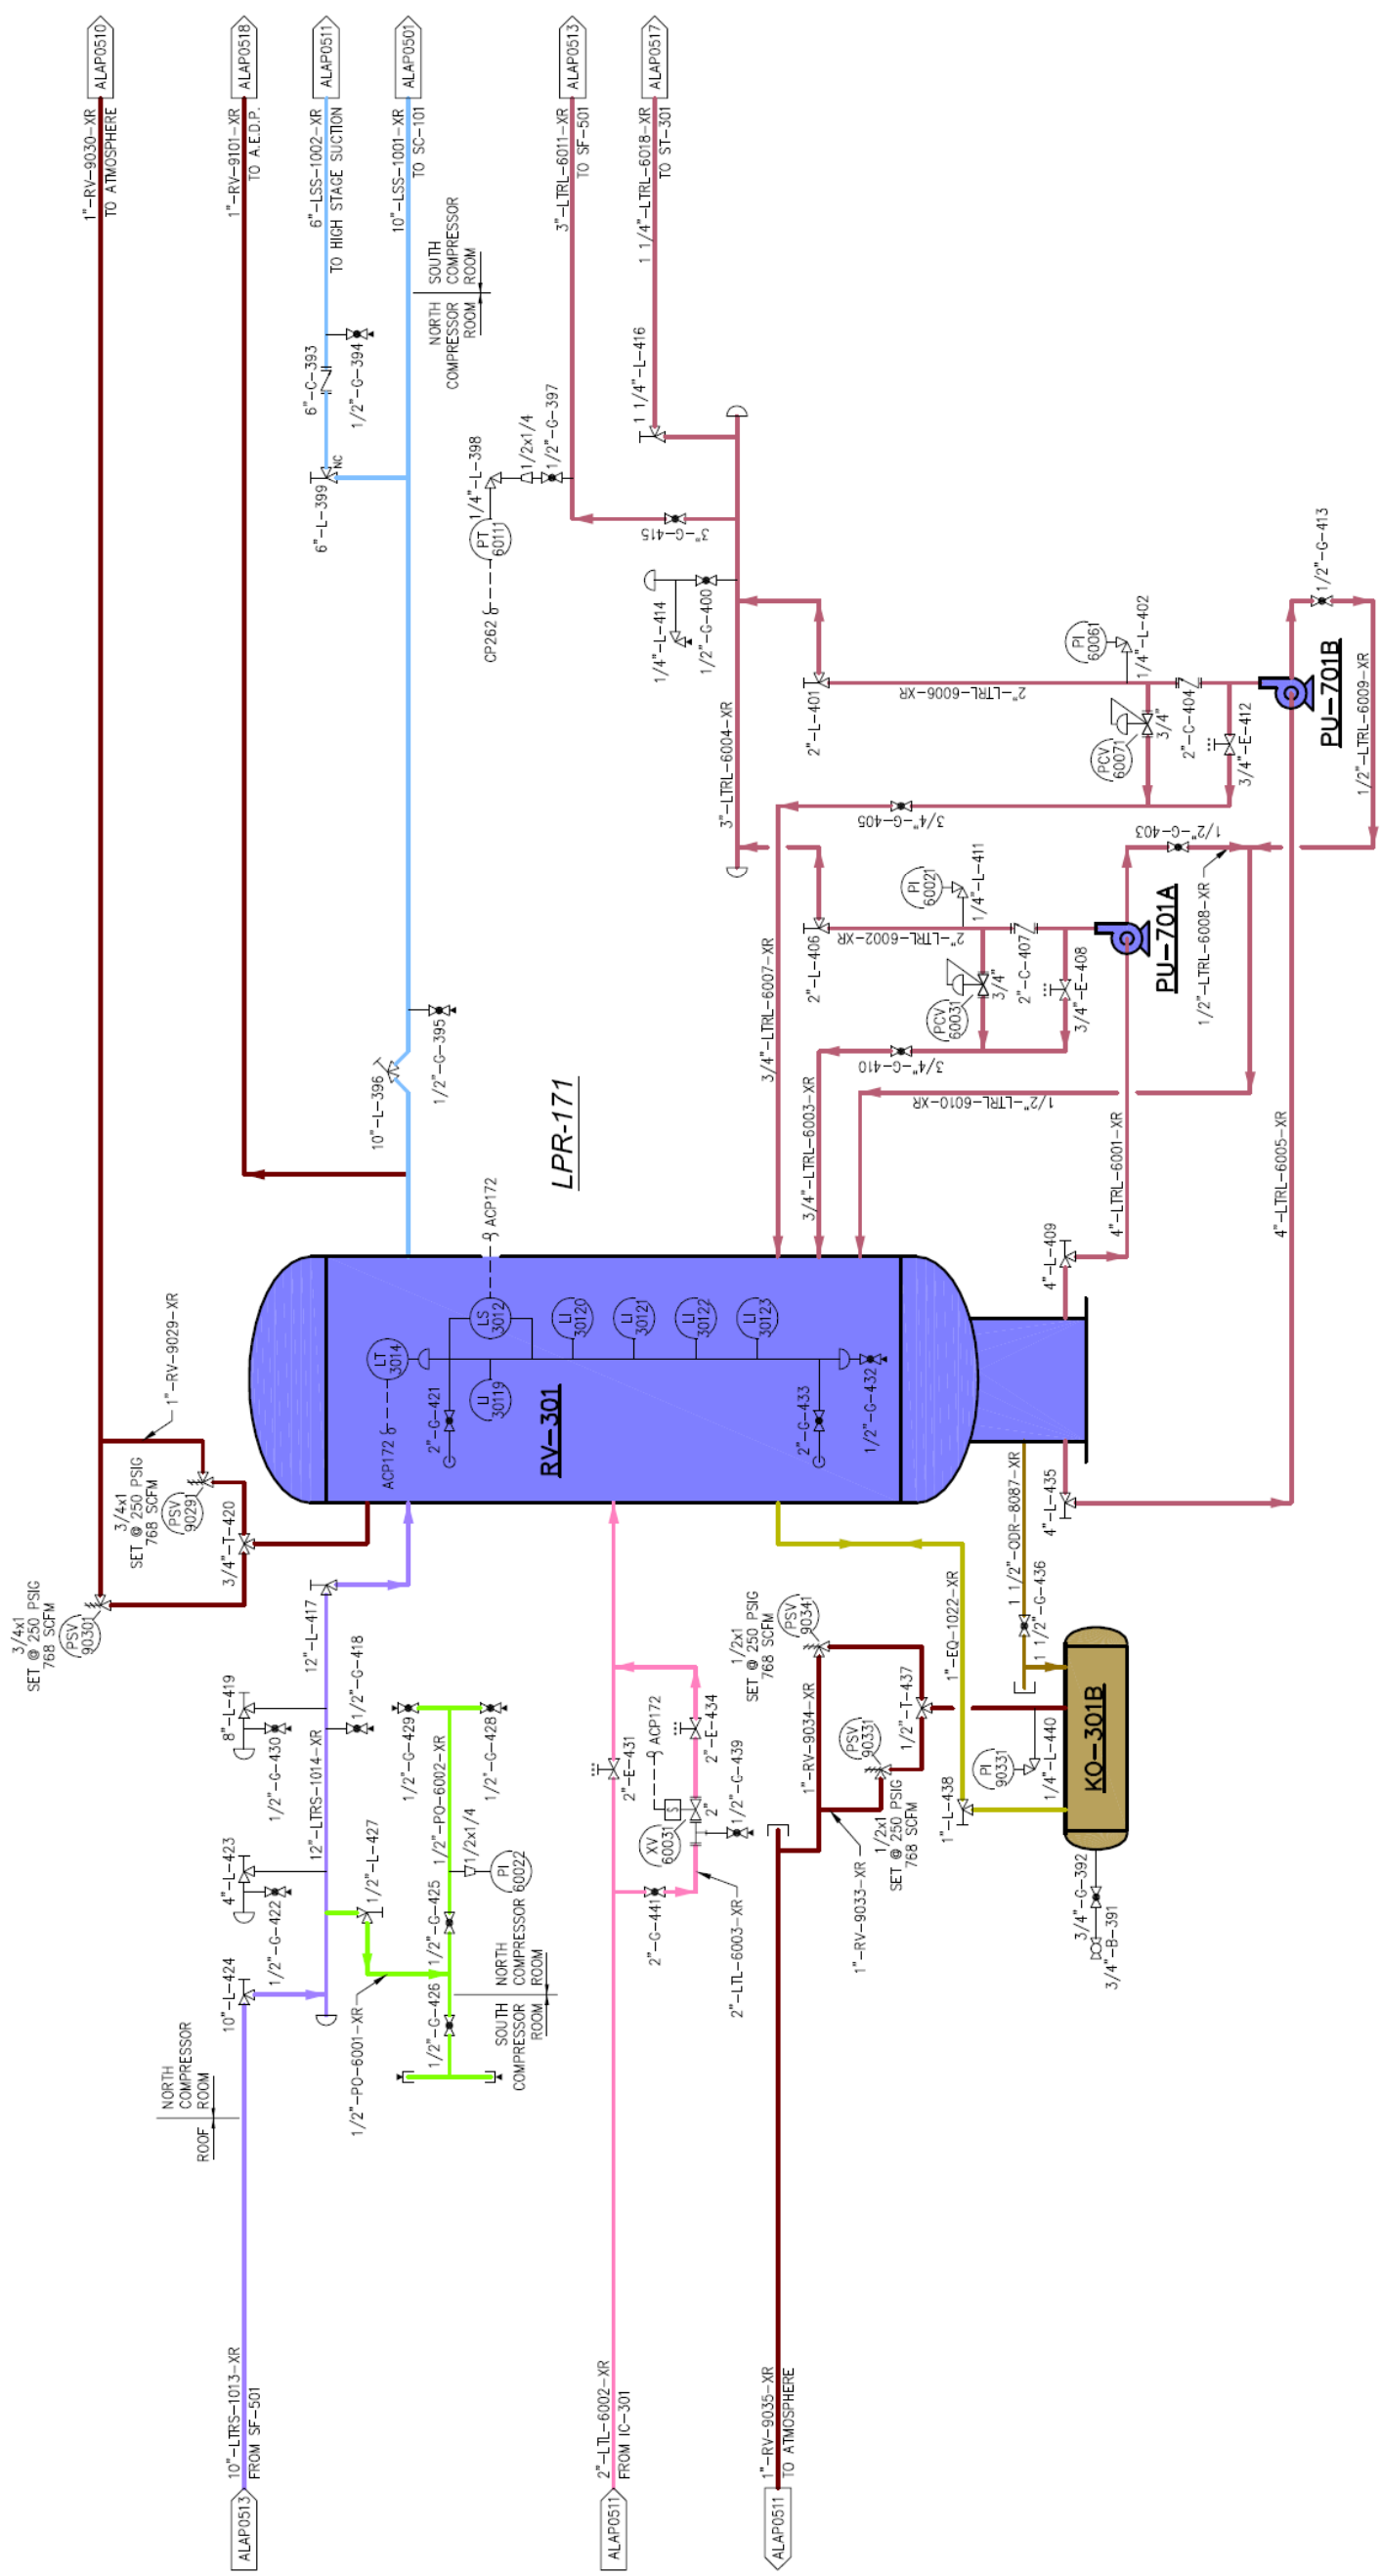 ALAP0510
1"-RV-9030-XR
TO ATMOSPHERE
ALAP0518
1"-RV-9101-XR
TO A.E.D.P.
ALAP0511
6"-LSS-1002-XR
TO HIGH STAGE SUCTION
ALAP0501
10"-LSS-1001-XR
TO SC-101
ALAP0513
3"-LTRL-6011-XR
TO SF-501
ALAP0517
1 1/4"-LTRL-6018-XR
TO ST-301
NORTH
COMPRESSOR
ROOM
SOUTH
COMPRESSOR
ROOM
6"-C-393
1/2"-G-394
6"-L-399
NC
1 1/4"-L-416
1/2x1/4
1/2"-G-397
1/4"-L-398
PT
60111
CP262
3"-G-415
1/4"-L-414
1/2"-G-400
3"-LTRL-6004-XR
2"-L-401
2"-LTRL-6006-XR
PI
60061
1/4"-L-402
PCV
60071
3/4"
2"-C-404
3/4"-E-412
1/2"-G-413
PU-701B
1/2"-LTRL-6009-XR
3/4"-G-405
3/4"-LTRL-6007-XR
2"-L-406
2"-LTRL-6002-XR
PI
60021
1/4"-L-411
PCV
60031
3/4"
2"-C-407
3/4"-E-408
PU-701A
1/2"-G-403
1/2"-LTRL-6008-XR
3/4"-G-410
3/4"-LTRL-6003-XR
1/2"-LTRL-6010-XR
4"-LTRL-6001-XR
4"-LTRL-6005-XR
4"-L-409
10"-L-396
1/2"-G-395
LPR-171
ACP172
LS
3012
LT
3014
ACP172
LI
30119
LI
30120
LI
30121
LI
30122
LI
30123
2"-G-421
2"-G-433
1/2"-G-432
RV-301
1"-RV-9029-XR
3/4x1
SET @ 250 PSIG
768 SCFM
PSV
90291
3/4"-T-420
3/4x1
SET @ 250 PSIG
768 SCFM
PSV
90301
12"-L-417
1/2"-G-418
8"-L-419
1/2"-G-430
12"-LTRS-1014-XR
4"-L-423
1/2"-G-422
10"-L-424
1/2"-L-427
1/2"-PO-6001-XR
1/2"-G-429
1/2"-G-428
1/2"-PO-6002-XR
1/2x1/4
PI
60022
1/2"-G-425
1/2"-G-426
NORTH
COMPRESSOR
ROOM
SOUTH
COMPRESSOR
ROOM
NORTH
COMPRESSOR
ROOM
ROOF
10"-LTRS-1013-XR
FROM SF-501
ALAP0513
2"-E-431
ACP172
2"-E-434
S
2"
XV
60031
1/2"-G-439
2"-G-441
2"-LTL-6003-XR
2"-LTL-6002-XR
FROM IC-301
ALAP0511
1/2x1
SET @ 250 PSIG
768 SCFM
PSV
90341
1"-RV-9034-XR
1/2"-T-437
PSV
90331
1/2x1
SET @ 250 PSIG
768 SCFM
1"-RV-9033-XR
1"-RV-9035-XR
TO ATMOSPHERE
ALAP0511
1"-EQ-1022-XR
1"-L-438
PI
90331
1/4"-L-440
4"-L-435
1 1/2"-ODR-8087-XR
1 1/2"-G-436
KO-301B
3/4"-G-392
3/4"-B-391